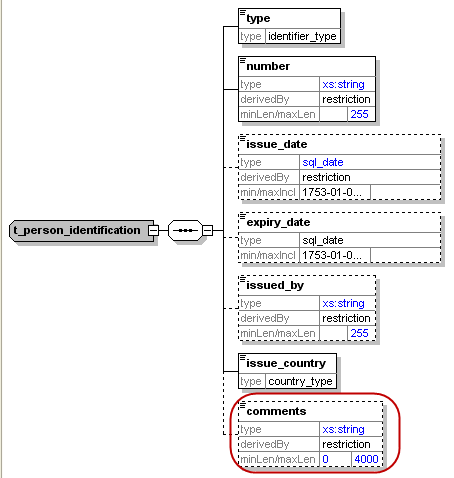 type
type identifier_type
number
type xs:string
derivedBy restriction
minLen/maxLen 255
issue_date
type sql_date
derivedBy restriction
min/maxIncl 1753-01-0...
t_person_identification
expiry_date
type sql_date
min/maxIncl 1753-01-0...
issued_by
type xs:string
derivedBy restriction
minLen/maxLen 255
issue_country
type country_type
comments
type xs:string
derivedBy restriction
minLen/maxLen 0 4000